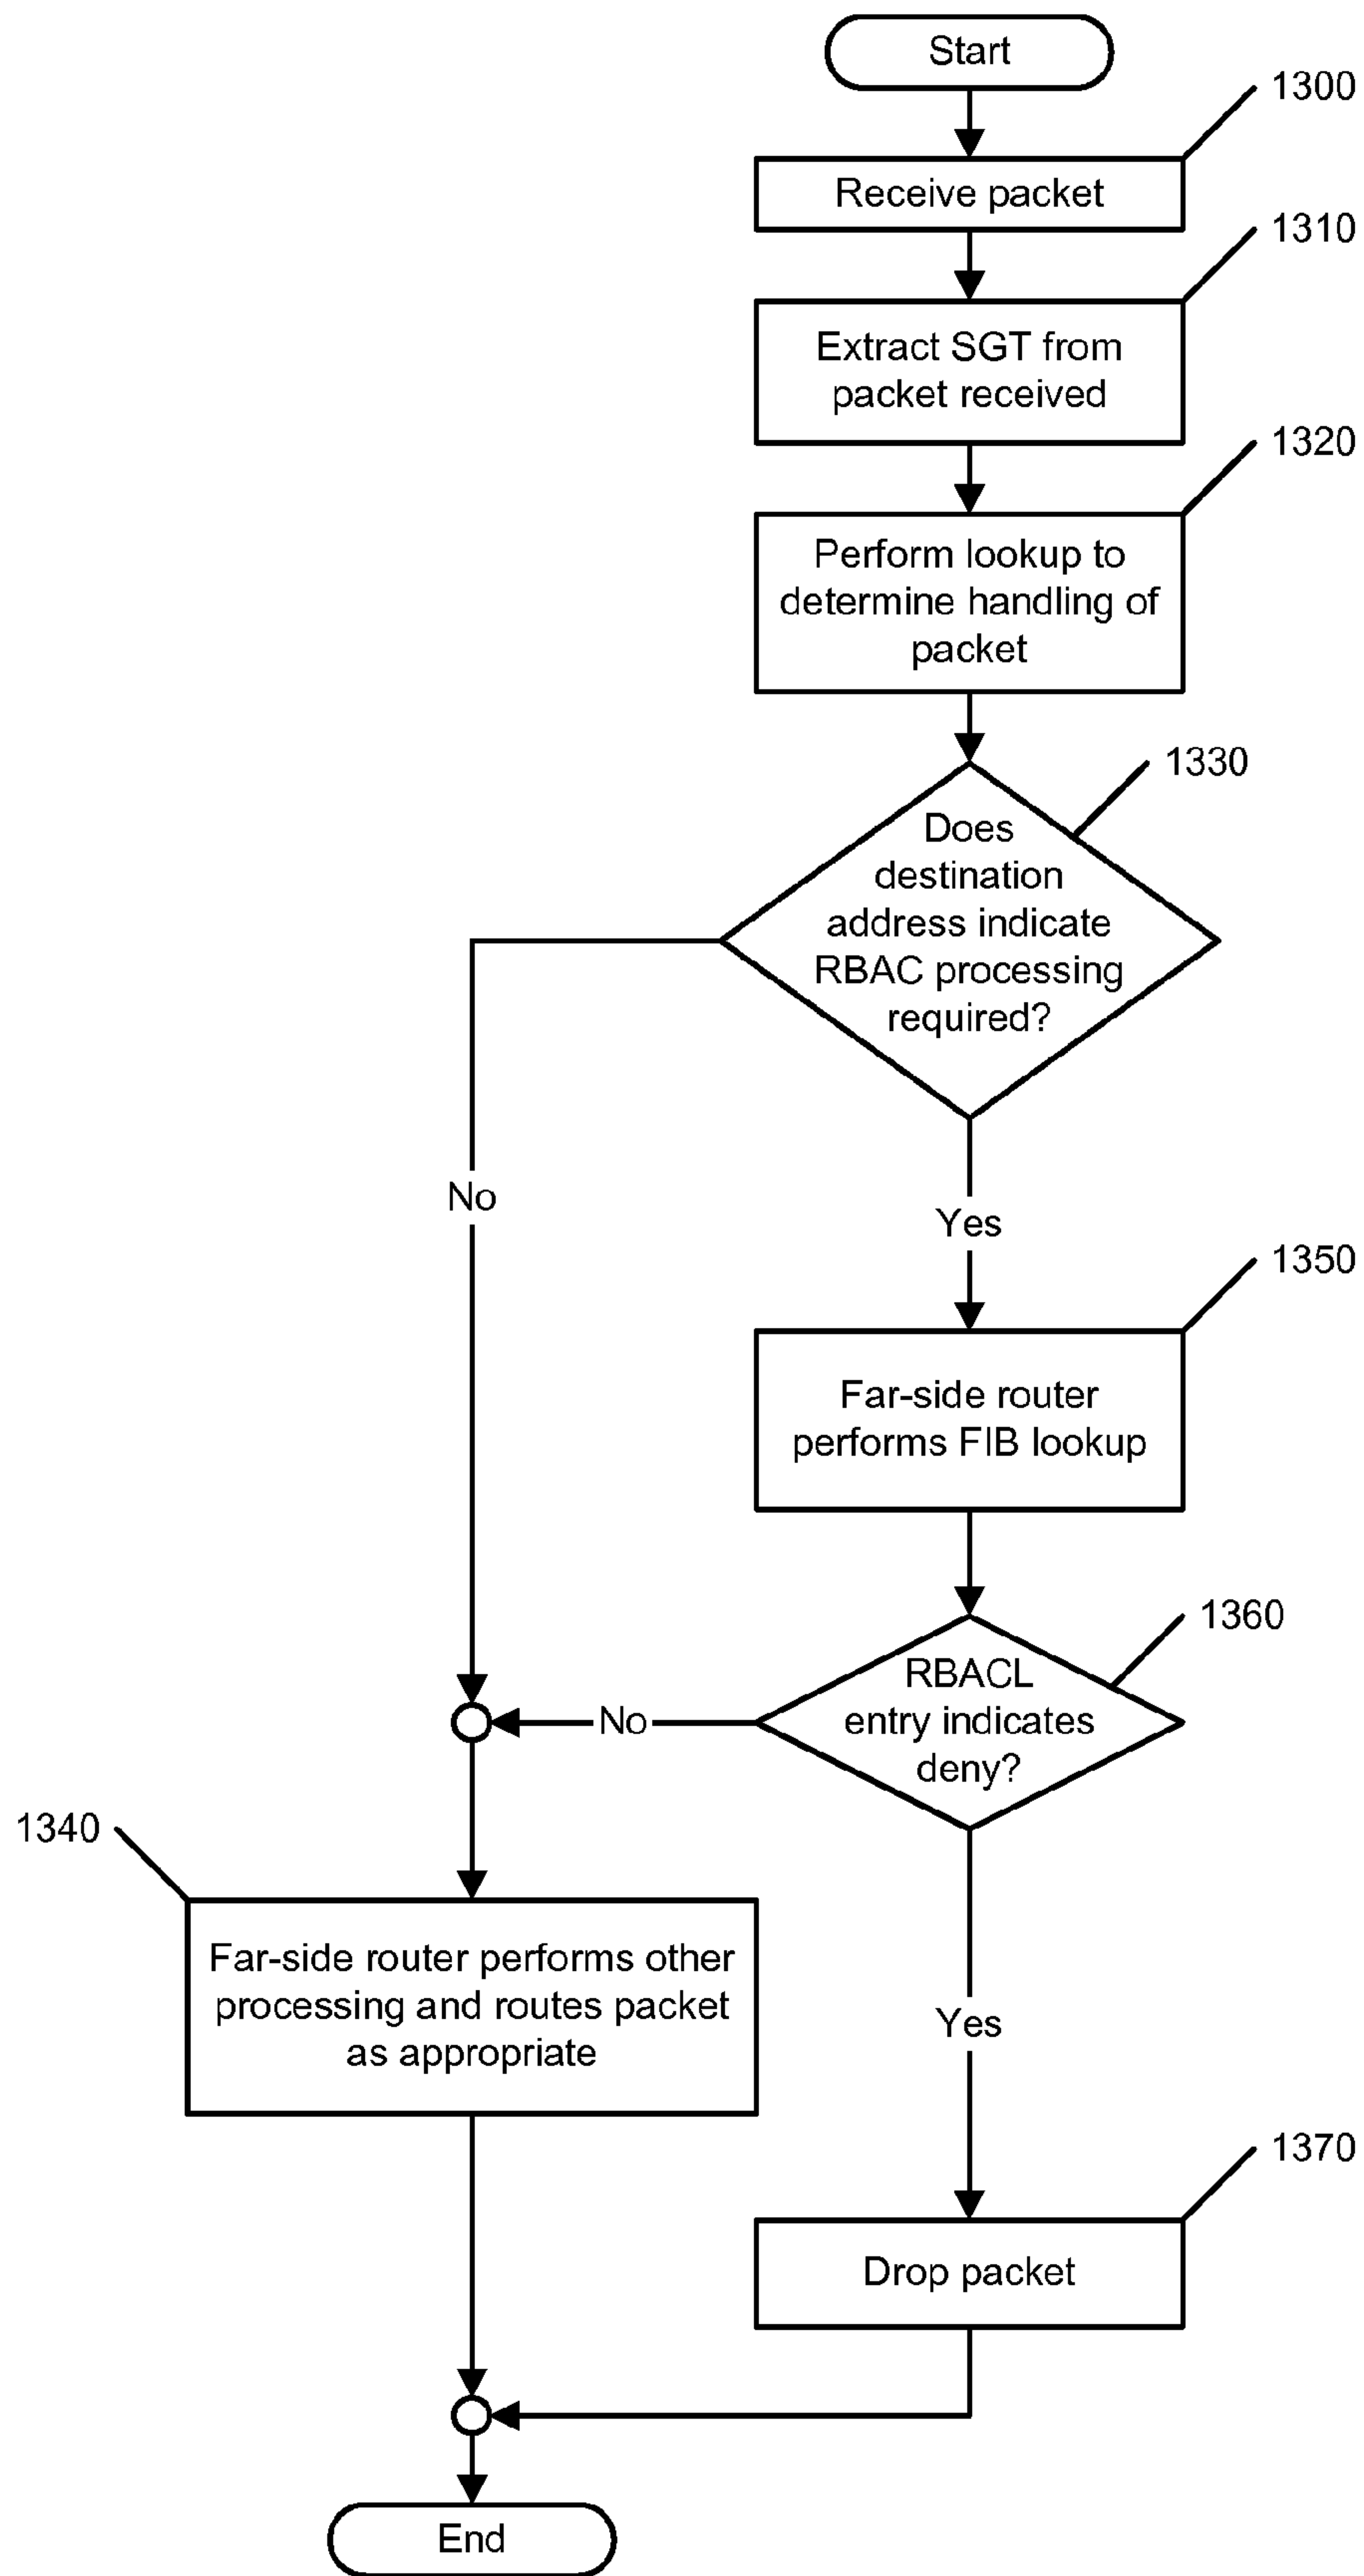 Start
1300
Receive packet
1310
Extract SGT from
packet received
1320
Perform lookup to
determine handling of
packet
1330
Does
destination
address indicate
RBAC processing
required?
No
Yes
1350
Far-side router
performs FIB lookup
1360
RBACL
entry indicates
deny?
No
1340
Far-side router performs other
processing and routes packet
as appropriate
Yes
1370
Drop packet
End